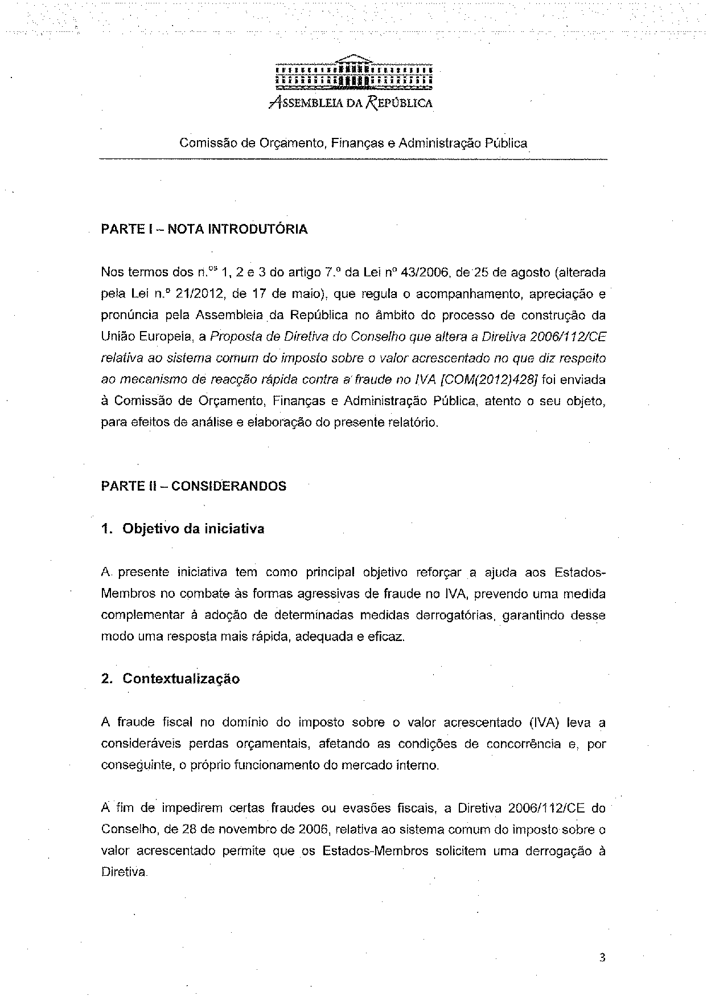 ASSEMBLEIA DA REPÚBLICA
Comissão de Orçamento, Finanças e Administração Pública
PARTE I – NOTA INTRODUTÓRIA
Nos termos dos n.ºs 1, 2 e 3 do artigo 7.º da Lei nº 43/2006, de 25 de agosto (alterada
pela Lei n.º 21/2012, de 17 de maio), que regula o acompanhamento, apreciação e
pronúncia pela Assembleia da República no âmbito do processo de construção da
União Europeia, a Proposta de Diretiva do Conselho que altera a Diretiva 2006/112/CE
relativa ao sistema comum do imposto sobre o valor acrescentado no que diz respeito
ao mecanismo de reacção rápida contra a fraude no IVA [COM(2012)428] foi enviada
à Comissão de Orçamento, Finanças e Administração Pública, atento o seu objeto,
para efeitos de análise e elaboração do presente relatório.
PARTE II – CONSIDERANDOS
1. Objetivo da iniciativa
A presente iniciativa tem como principal objetivo reforçar a ajuda aos Estados-
Membros no combate às formas agressivas de fraude no IVA, prevendo uma medida
complementar à adoção de determinadas medidas derrogatórias, garantindo desse
modo uma resposta mais rápida, adequada e eficaz.
2. Contextualização
A fraude fiscal no domínio do imposto sobre o valor acrescentado (IVA) leva a
consideráveis perdas orçamentais, afetando as condições de concorrência e, por
conseguinte, o próprio funcionamento do mercado interno.
A fim de impedirem certas fraudes ou evasões fiscais, a Diretiva 2006/112/CE do
Conselho, de 28 de novembro de 2006, relativa ao sistema comum do imposto sobre o
valor acrescentado permite que os Estados-Membros solicitem uma derrogação à
Diretiva.
3